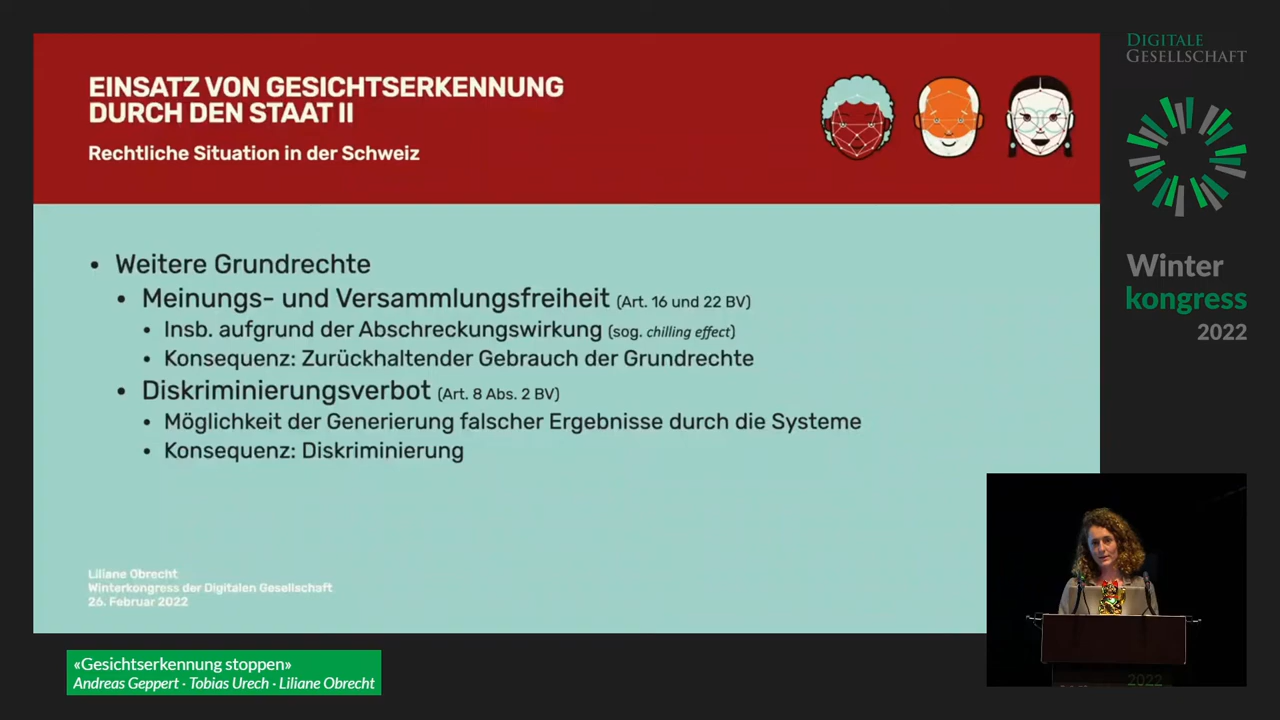 EINSATZ VON GESICHTSERKENNUNG
DURCH DEN STAAT II
Rechtliche Situation in der Schweiz
• Weitere Grundrechte
• Meinungs- und Versammlungsfreiheit (Art. 16 und 22 BV)
• Insb. aufgrund der Abschreckungswirkung (sog. chilling effect)
• Konsequenz: Zurückhaltender Gebrauch der Grundrechte
• Diskriminierungsverbot (Art. 8 Abs. 2 BV)
• Möglichkeit der Generierung falscher Ergebnisse durch die Systeme
• Konsequenz: Diskriminierung
Liliane Obrecht
Winterkongress der Digitalen Gesellschaft
26. Februar 2022
DIGITALE
GESELLSCHAFT
Winter
kongress
2022
2022
«Gesichtserkennung stoppen»
Andreas Geppert · Tobias Urech · Liliane Obrecht